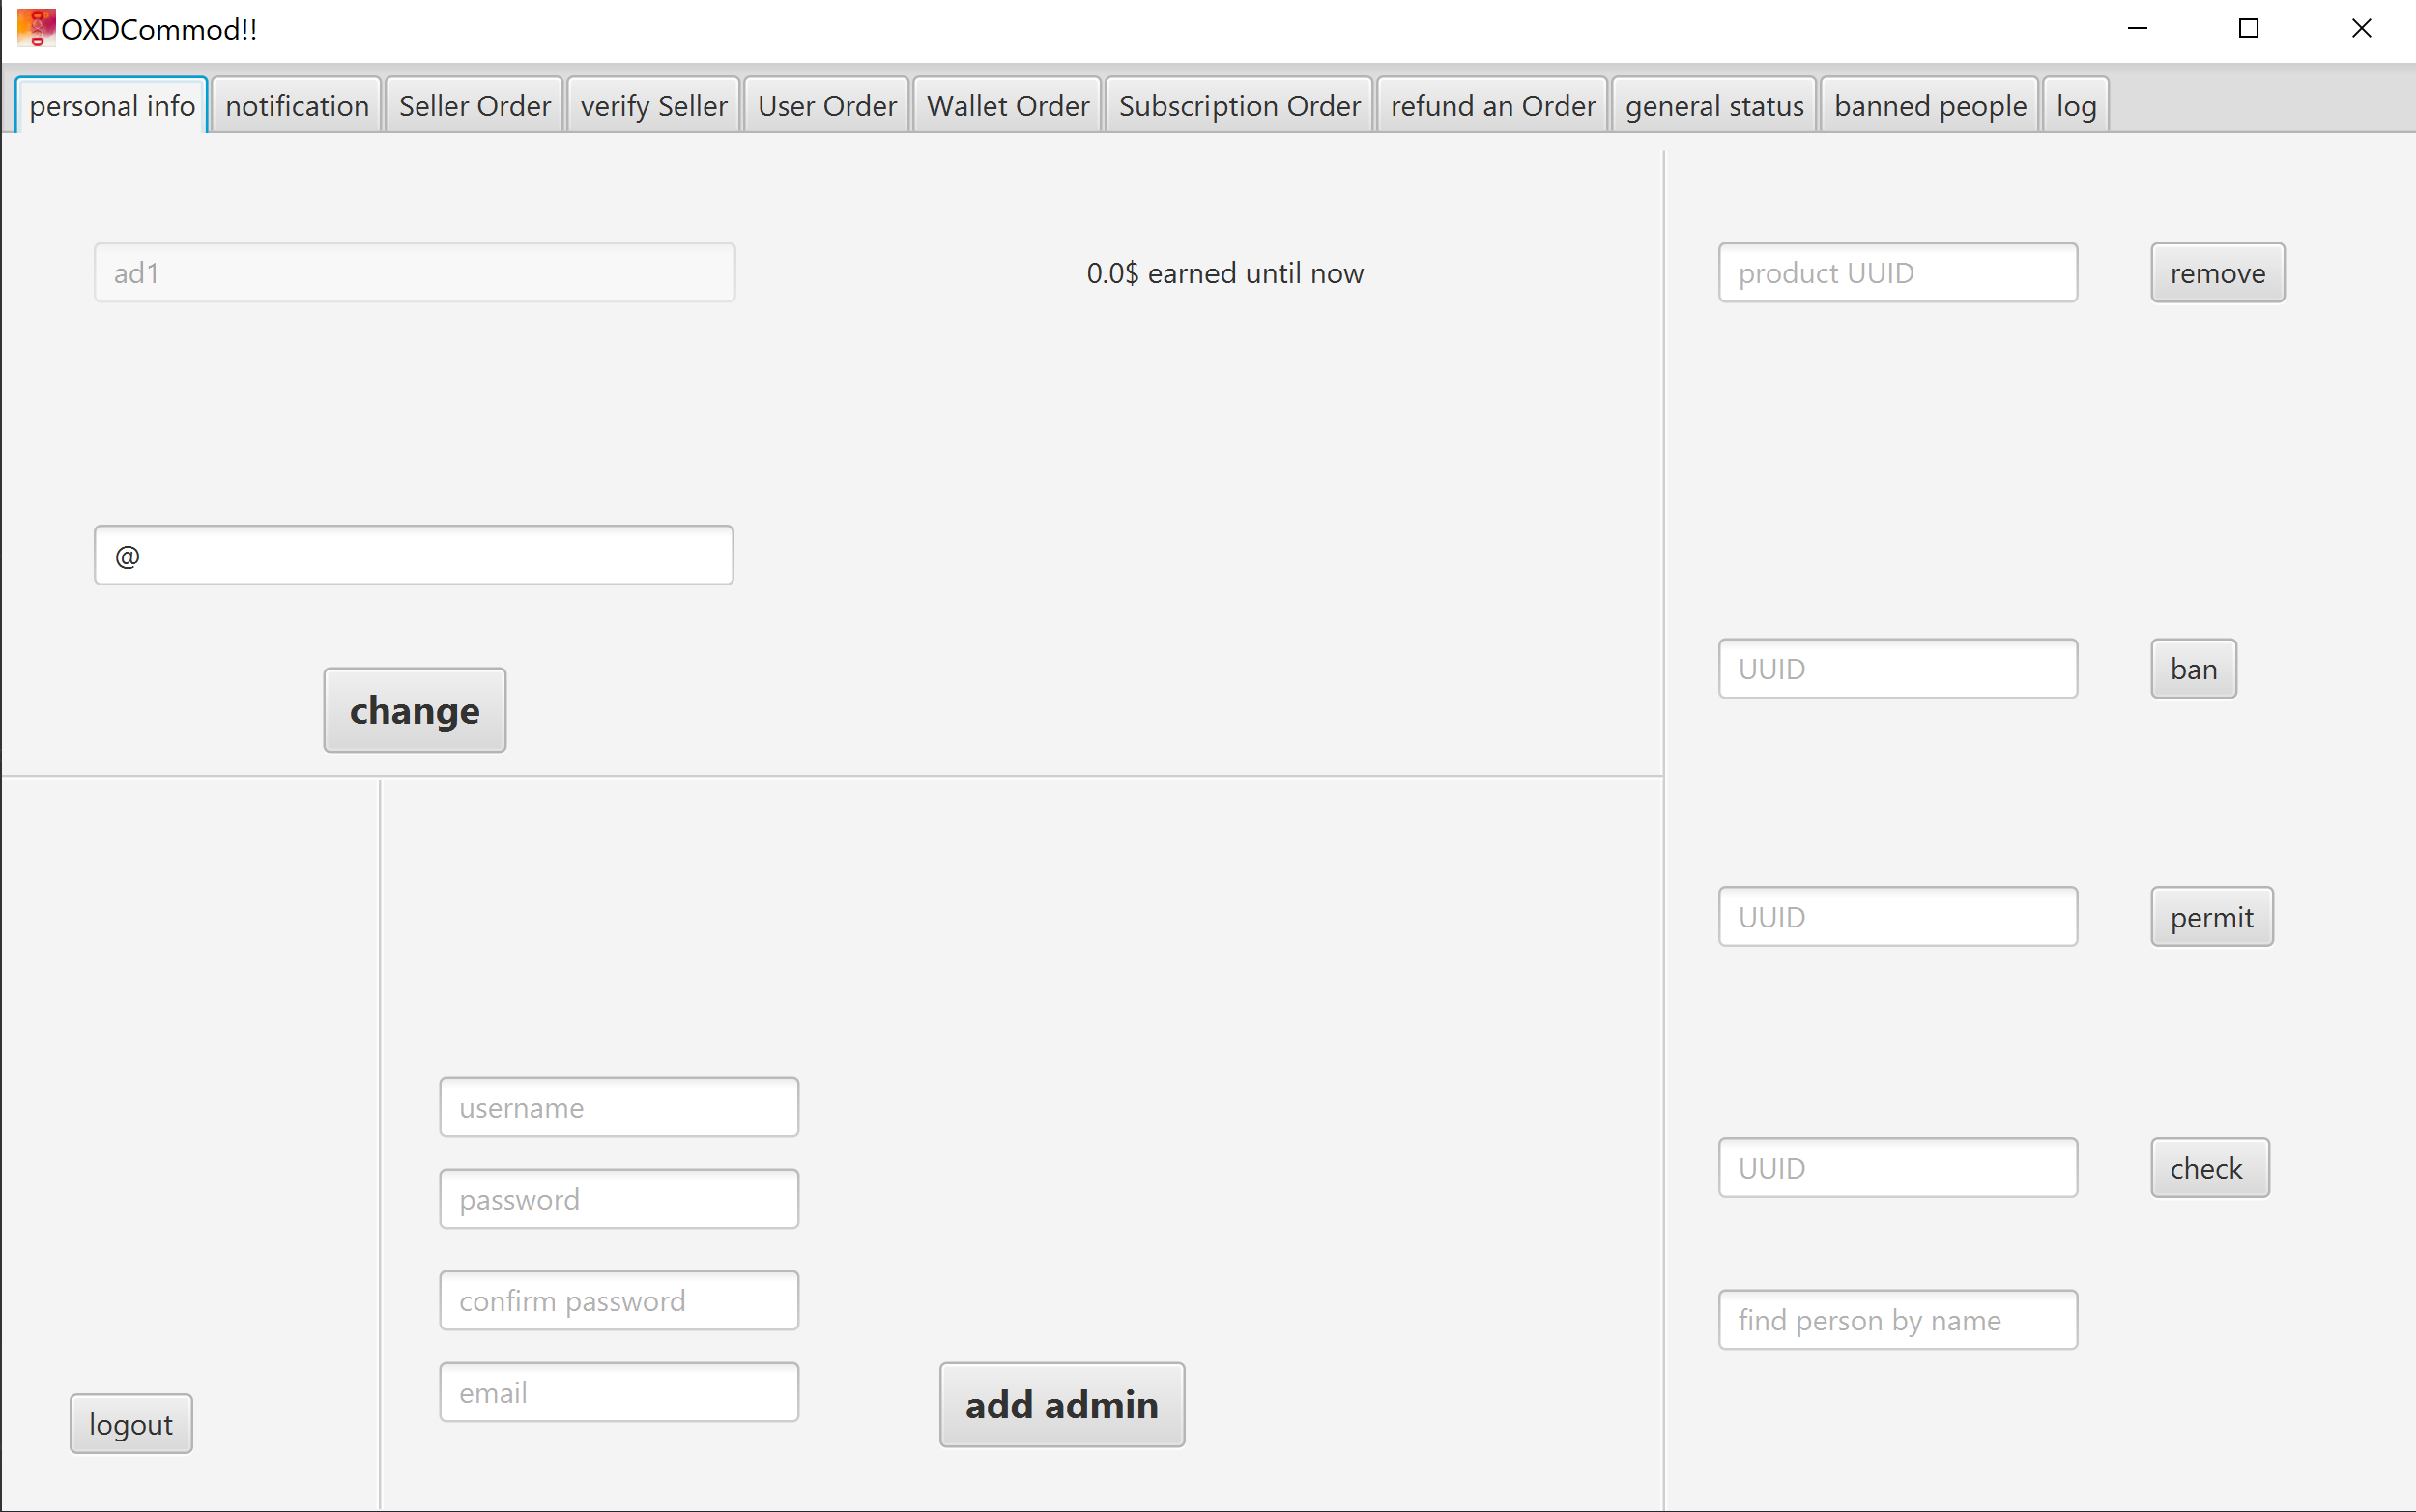 OXD
OXDCommod!!
personal info notification Seller Order verify Seller User Order Wallet Order Subscription Order refund an Order general status banned people log
ad1
0.0$ earned until now
product UUID remove
@
UUID ban
change
UUID permit
username
password
UUID check
confirm password
find person by name
email
add admin
logout